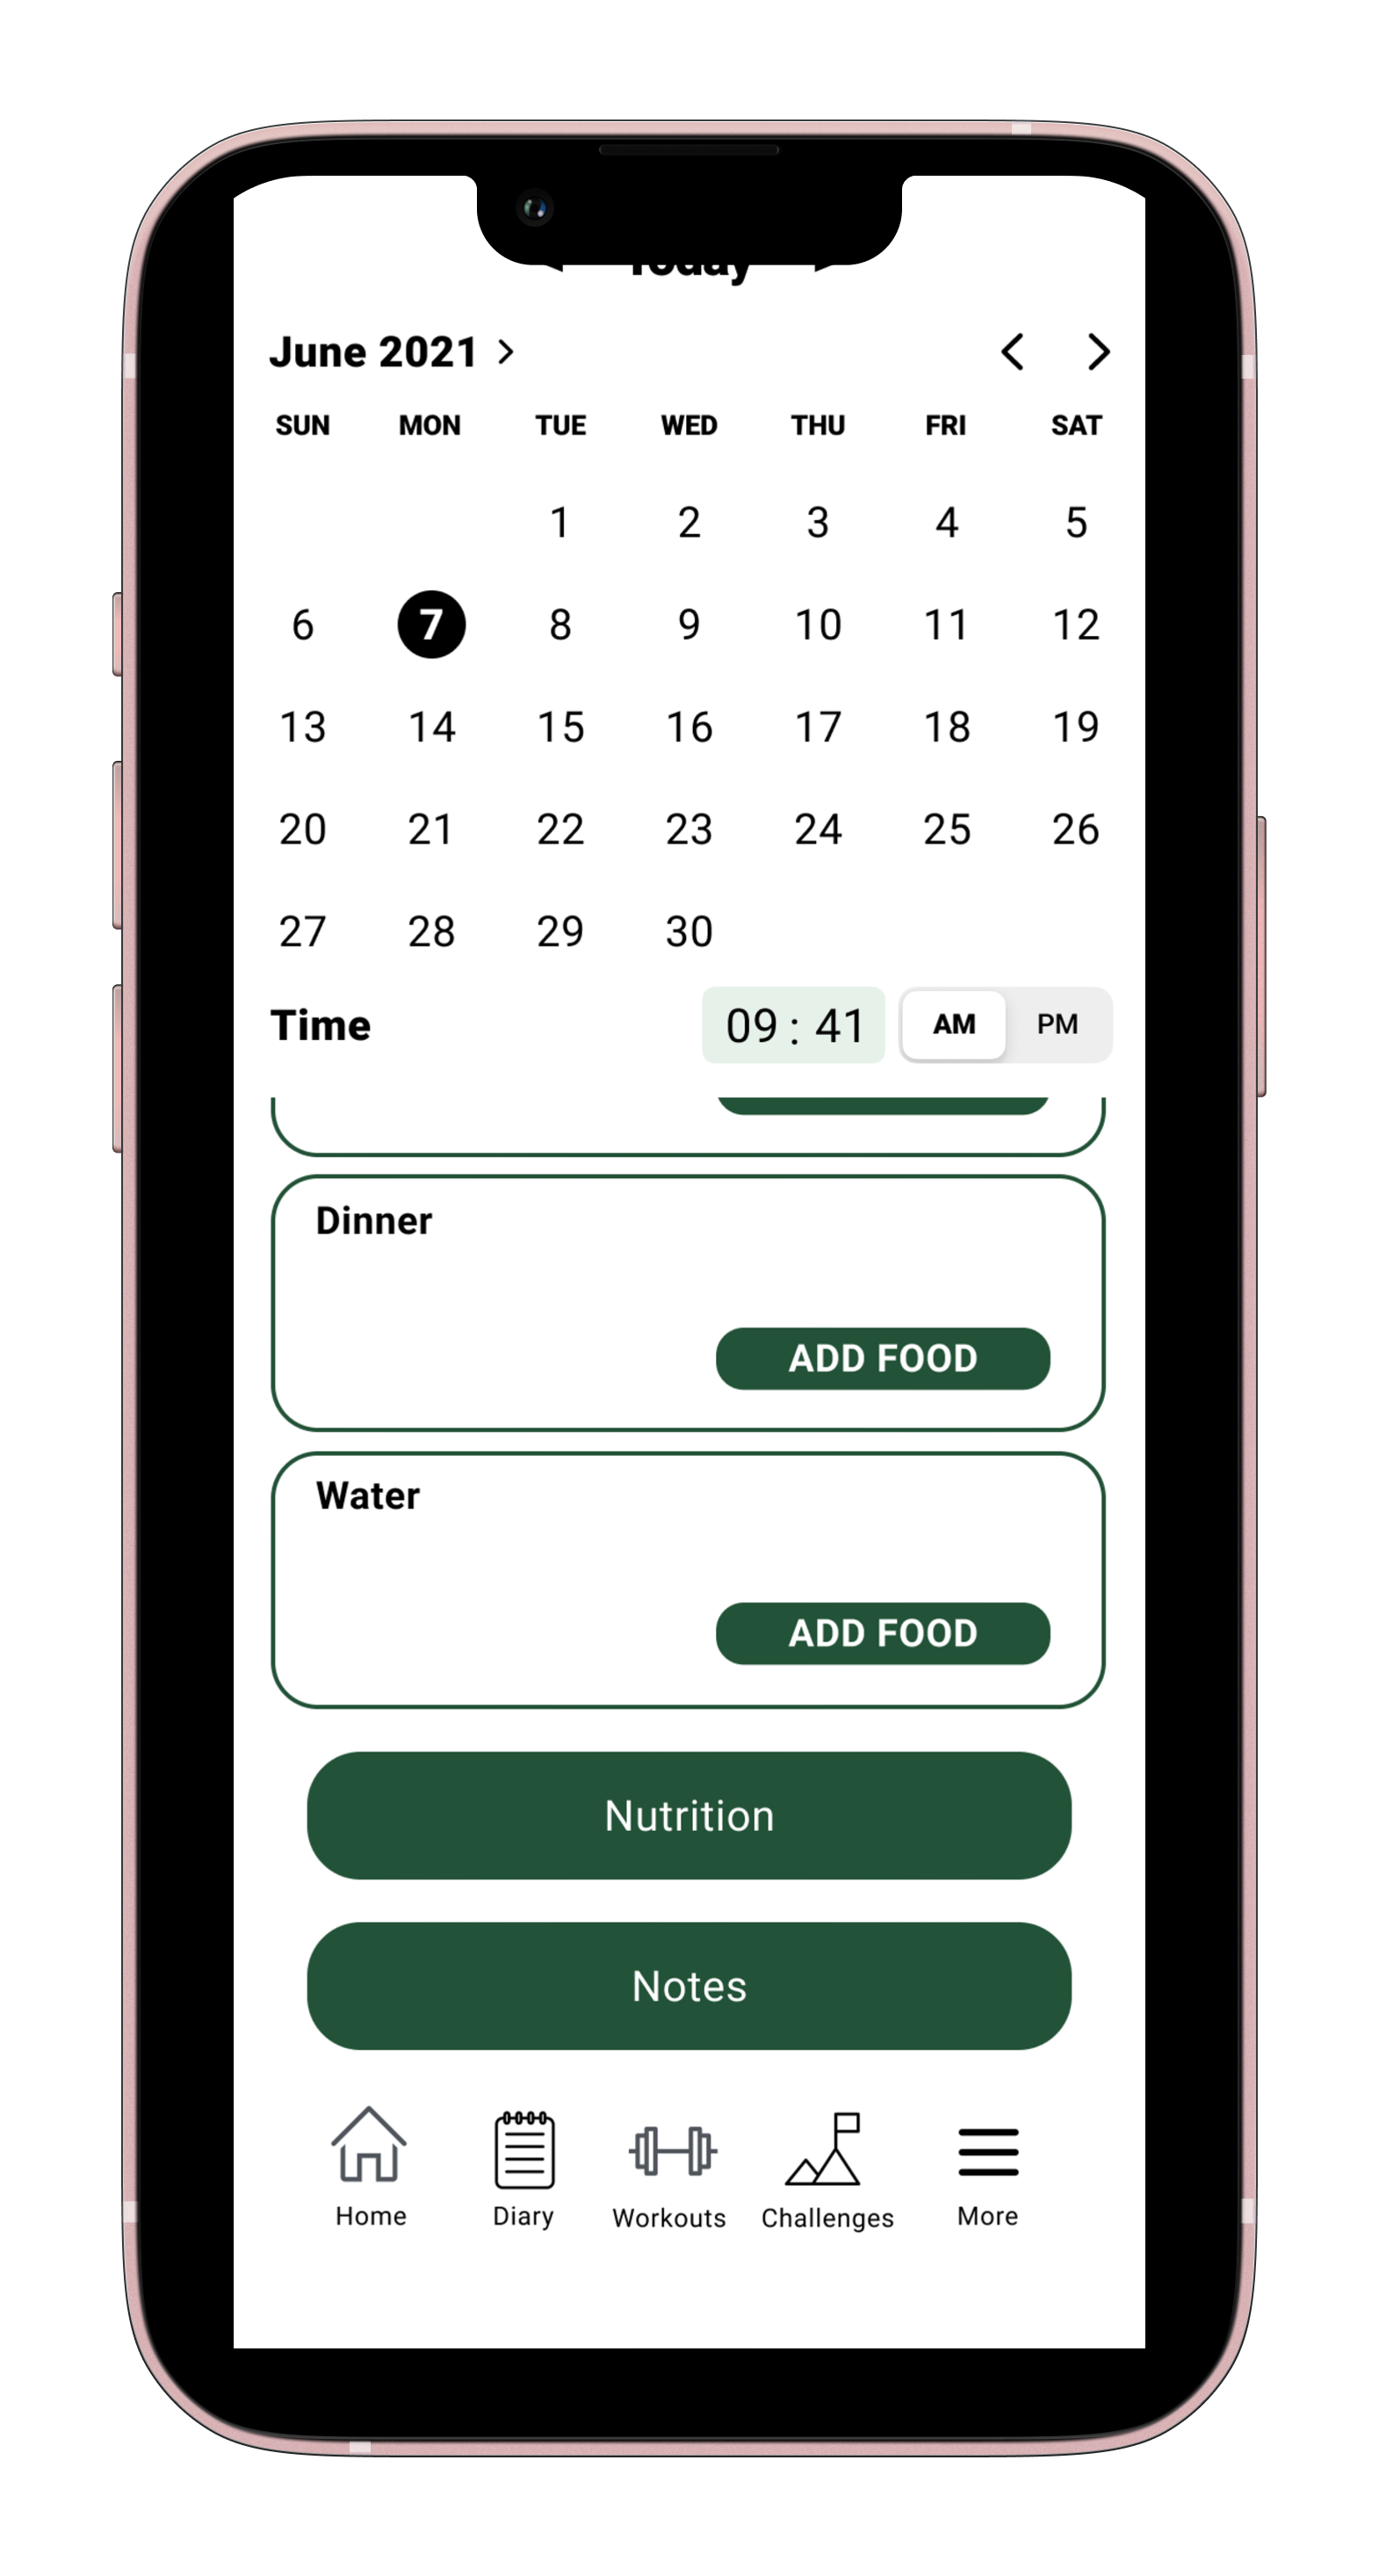 Today
June 2021 >
SUN MON TUE WED THU FRI SAT
1 2 3 4 5
6 7 8 9 10 11 12
13 14 15 16 17 18 19
20 21 22 23 24 25 26
27 28 29 30
Time 09 : 41 AM PM
Dinner
ADD FOOD
Water
ADD FOOD
Nutrition
Notes
Home Diary Workouts Challenges More